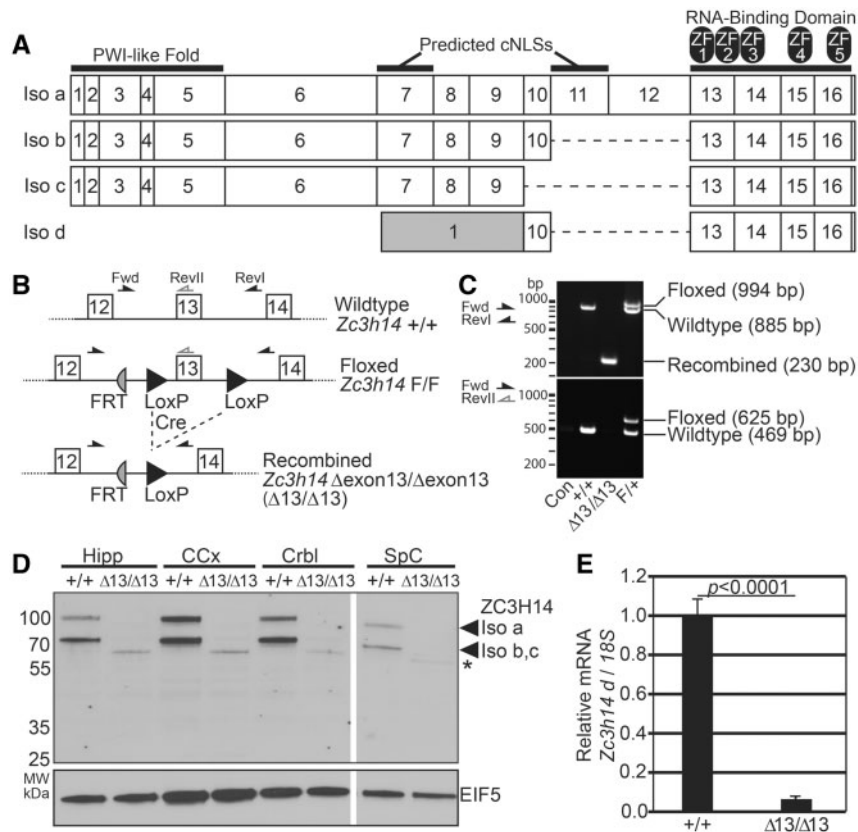 A
PWI-like Fold
Predicted cNLSs
RNA-Binding Domain
ZF 1 ZF 2 ZF 3 ZF 4 ZF 5
Iso a 1 2 3 4 5 6 7 8 9 10 11 12 13 14 15 16
Iso b 1 2 3 4 5 6 7 8 9 10 13 14 15 16
Iso c 1 2 3 4 5 6 7 8 9 13 14 15 16
Iso d 1 10 13 14 15 16
B
Fwd RevII RevI
12 13 14
Wildtype
Zc3h14 +/+
12 13 14
Floxed
Zc3h14 F/F
FRT LoxP LoxP
Cre
12 14
Recombined
Zc3h14 Δexon13/Δexon13
(Δ13/Δ13)
FRT LoxP
C
bp
Fwd
RevI
1000
500
200
Floxed (994 bp)
Wildtype (885 bp)
Recombined (230 bp)
Fwd
RevII
1000
500
200
Floxed (625 bp)
Wildtype (469 bp)
Con +/+ Δ13/Δ13 F/+
D
Hipp CCx Crbl SpC
+/+ Δ13/Δ13 +/+ Δ13/Δ13 +/+ Δ13/Δ13 +/+ Δ13/Δ13
100
70
55
35
25
ZC3H14
Iso a
Iso b,c
*
MW
kDa
EIF5
E
Relative mRNA
Zc3h14 d / 18S
1.2
1.0
0.8
0.6
0.4
0.2
0.0
p<0.0001
+/+ Δ13/Δ13